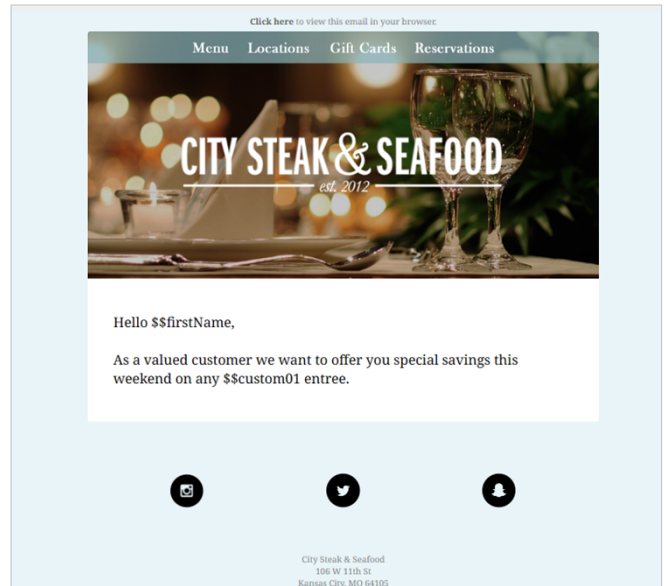 Click here to view this email in your browser.
Menu Locations Gift Cards Reservations
CITY STEAK & SEAFOOD
est. 2012
Hello $$firstName,
As a valued customer we want to offer you special savings this
weekend on any $$custom01 entree.
City Steak & Seafood
106 W 11th St
Kansas City, MO 64105